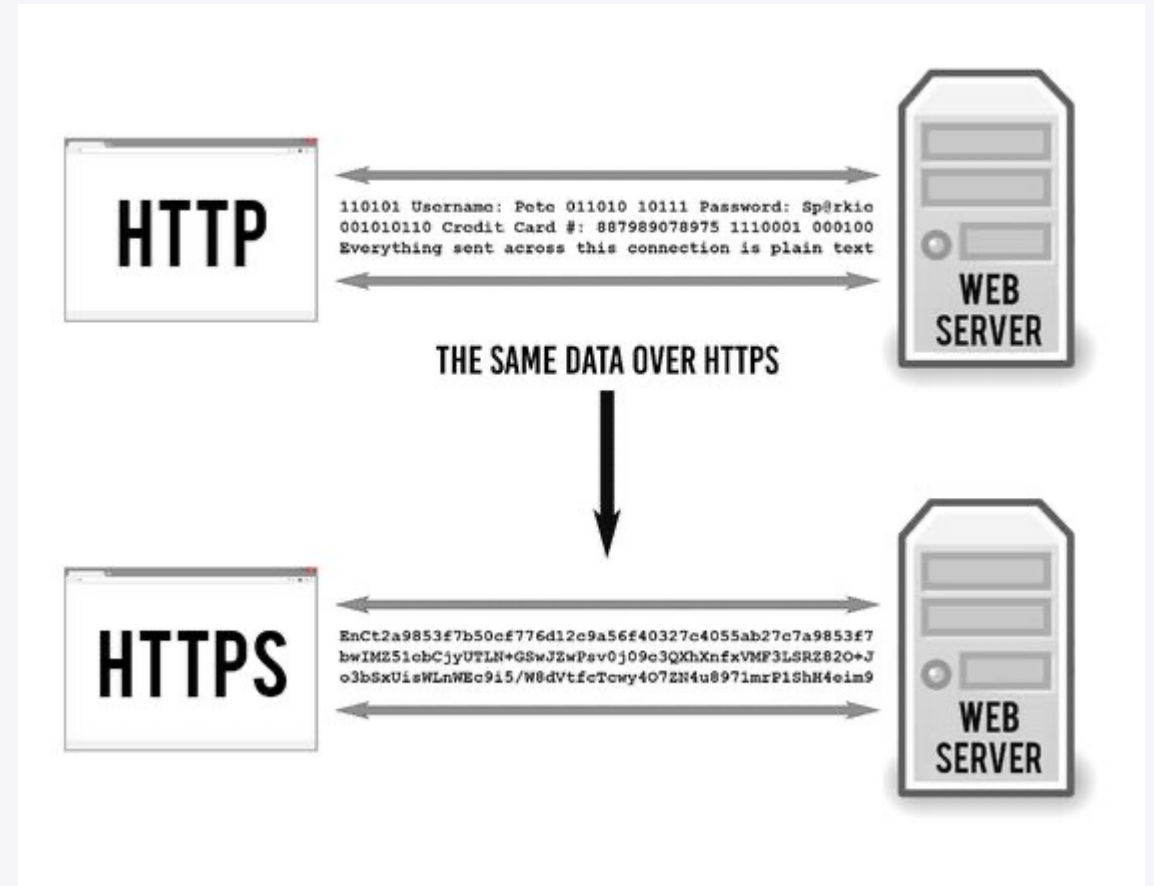 HTTP
110101 Username: Pete 011010 10111 Password: Sp@rkie
001010110 Credit Card #: 887989078975 1110001 000100
Everything sent across this connection is plain text
WEB
SERVER
THE SAME DATA OVER HTTPS
HTTPS
EnCt2a9853f7b50cf776d12c9a56f40327c4055ab27c7a9853f7
bwIMZ51cbCjyUTLN+GSwJZwPsv0j09c3QXhXnfxVMF3LSRZ82O+J
o3bSxUisWLnWEc9i5/W8dVtfcTcwy4O7ZN4u8971mrP1ShH4eim9
WEB
SERVER